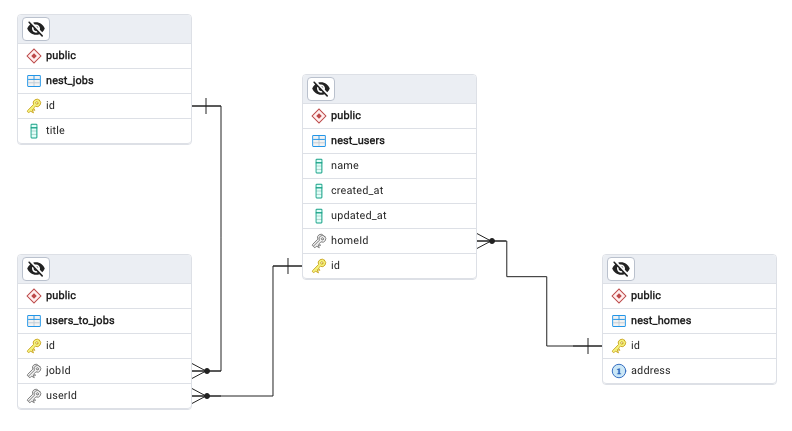 public
nest_jobs
id
title
public
nest_users
name
created_at
updated_at
homeId
id
public
users_to_jobs
id
jobId
userId
public
nest_homes
id
1 address